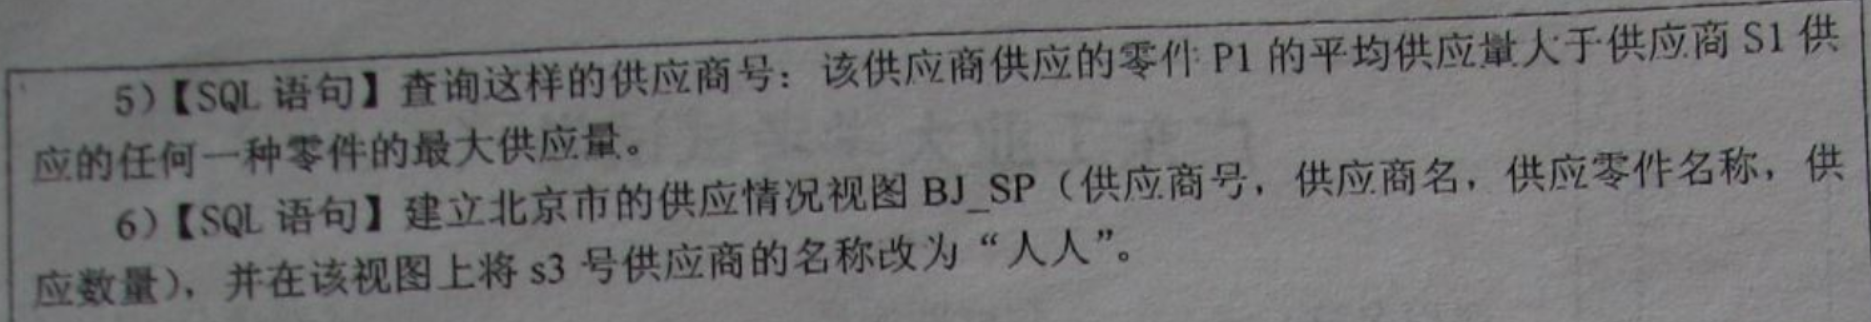 5)【SQL 语句】查询这样的供应商号：该供应商供应的零件 P1 的平均供应量大于供应商 S1 供
应的任何一种零件的最大供应量。
6)【SQL 语句】建立北京市的供应情况视图 BJ_SP（供应商号，供应商名，供应零件名称，供
应数量），并在该视图上将 s3 号供应商的名称改为“人人”。